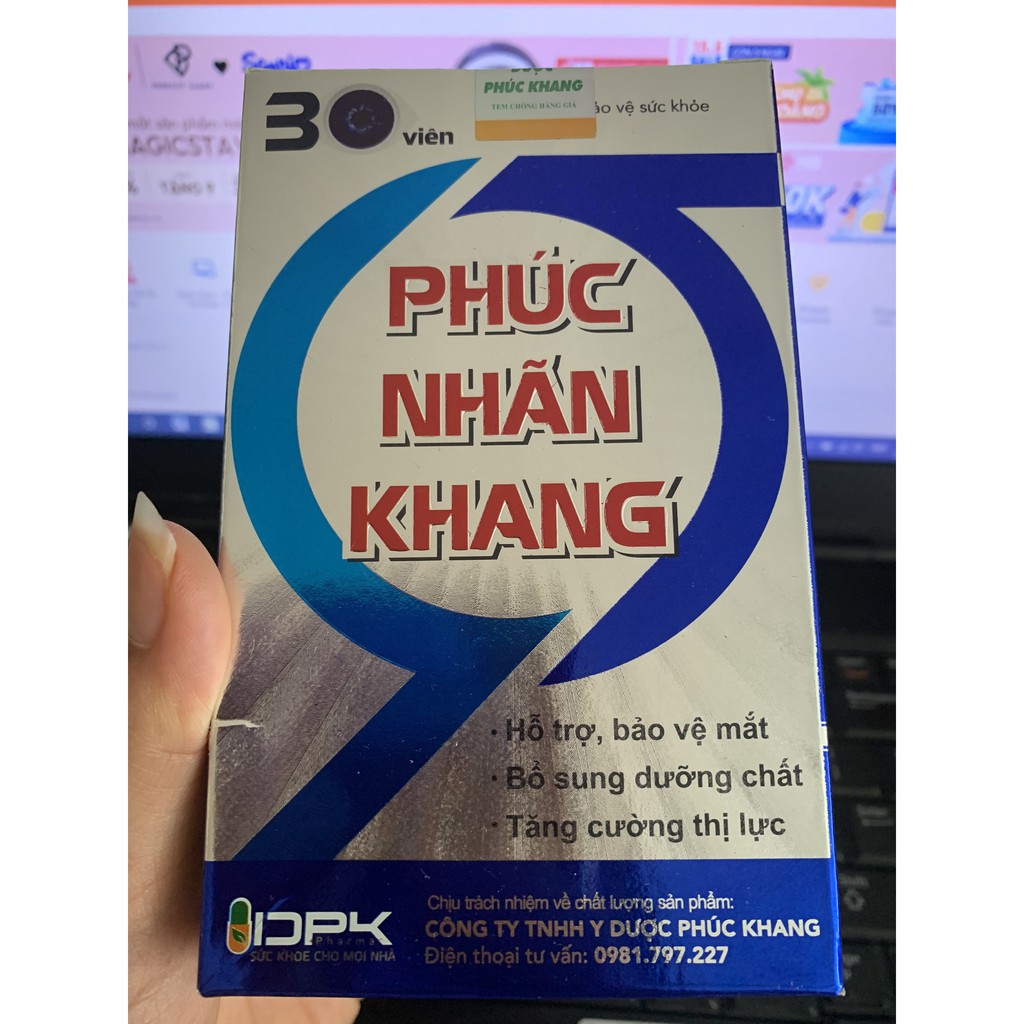 30 viên
DƯỢC
PHÚC KHANG
TEM CHỐNG HÀNG GIẢ
bảo vệ sức khỏe
PHÚC
NHÃN
KHANG
· Hỗ trợ, bảo vệ mắt
· Bổ sung dưỡng chất
· Tăng cường thị lực
DPK
Pharma
SỨC KHỎE CHO MỌI NHÀ
Chịu trách nhiệm về chất lượng sản phẩm:
CÔNG TY TNHH Y DƯỢC PHÚC KHANG
Điện thoại tư vấn: 0981.797.227